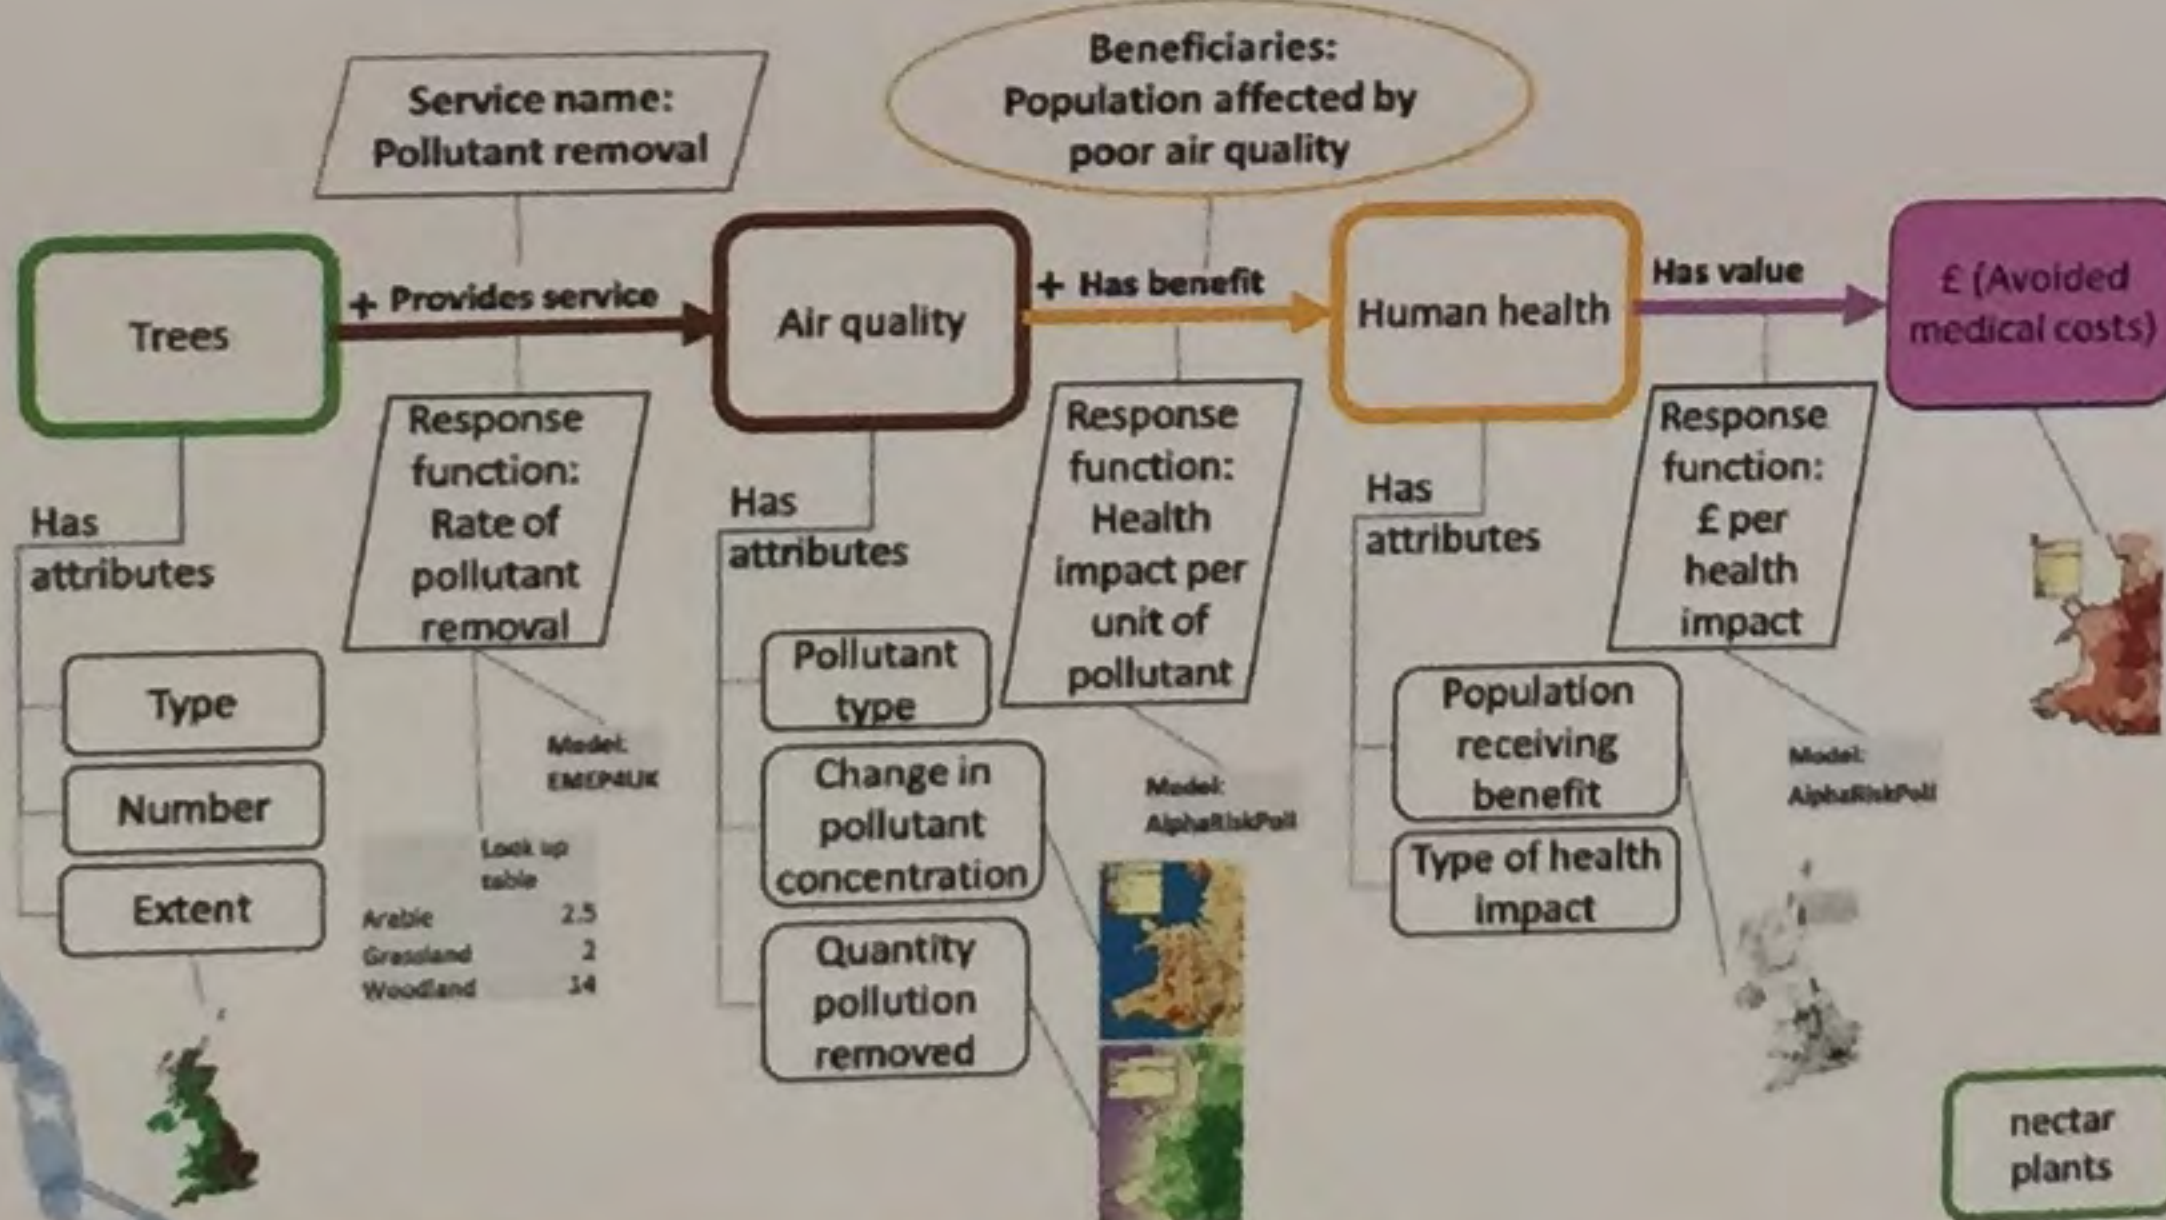 Service name:
Pollutant removal
Beneficiaries:
Population affected by
poor air quality
Trees
+ Provides service
Air quality
+ Has benefit
Human health
Has value
£ (Avoided
medical costs)
Has
attributes
Type
Number
Extent
Response
function:
Rate of
pollutant
removal
Model:
EMEP4UK
Look up
table
Arable 2.5
Grassland 2
Woodland 14
Has
attributes
Pollutant
type
Change in
pollutant
concentration
Quantity
pollution
removed
Response
function:
Health
impact per
unit of
pollutant
Model:
AlphaRiskPoll
Has
attributes
Population
receiving
benefit
Type of health
impact
Response
function:
£ per
health
impact
Model:
AlphaRiskPoll
nectar
plants